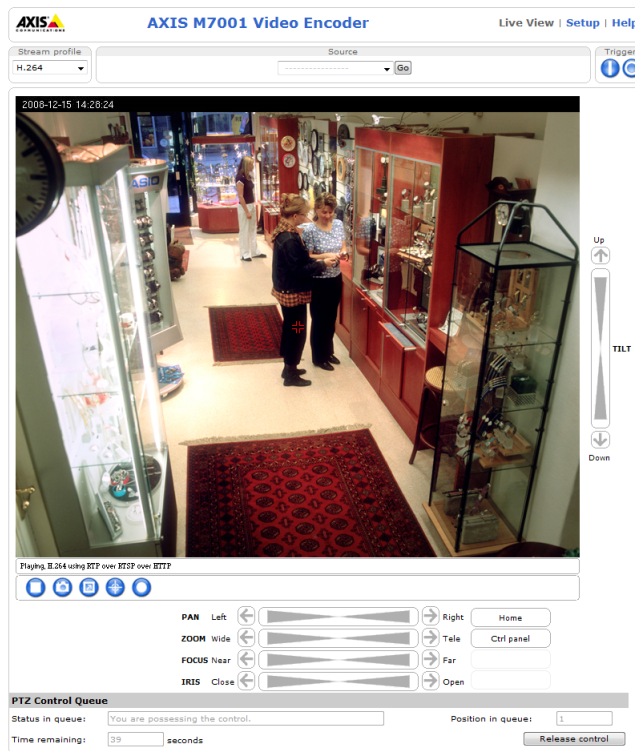 AXIS
COMMUNICATIONS
AXIS M7001 Video Encoder
Live View | Setup | Help
Stream profile
Source
Trigger
H.264
------------------
Go
2008-12-15 14:28:24
ASIO
Up
TILT
Down
Playing, H.264 using RTP over RTSP over HTTP
PAN Left Right Home
ZOOM Wide Tele Ctrl panel
FOCUS Near Far
IRIS Close Open
PTZ Control Queue
Status in queue: You are possessing the control. Position in queue: 1
Time remaining: 39 seconds Release control